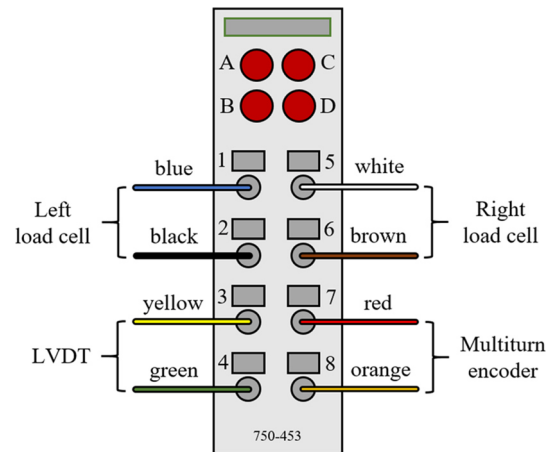 A
C
B
D
1
5
blue
white
Left
load cell
Right
load cell
2
6
black
brown
3
7
yellow
red
LVDT
Multiturn
encoder
4
8
green
orange
750-453